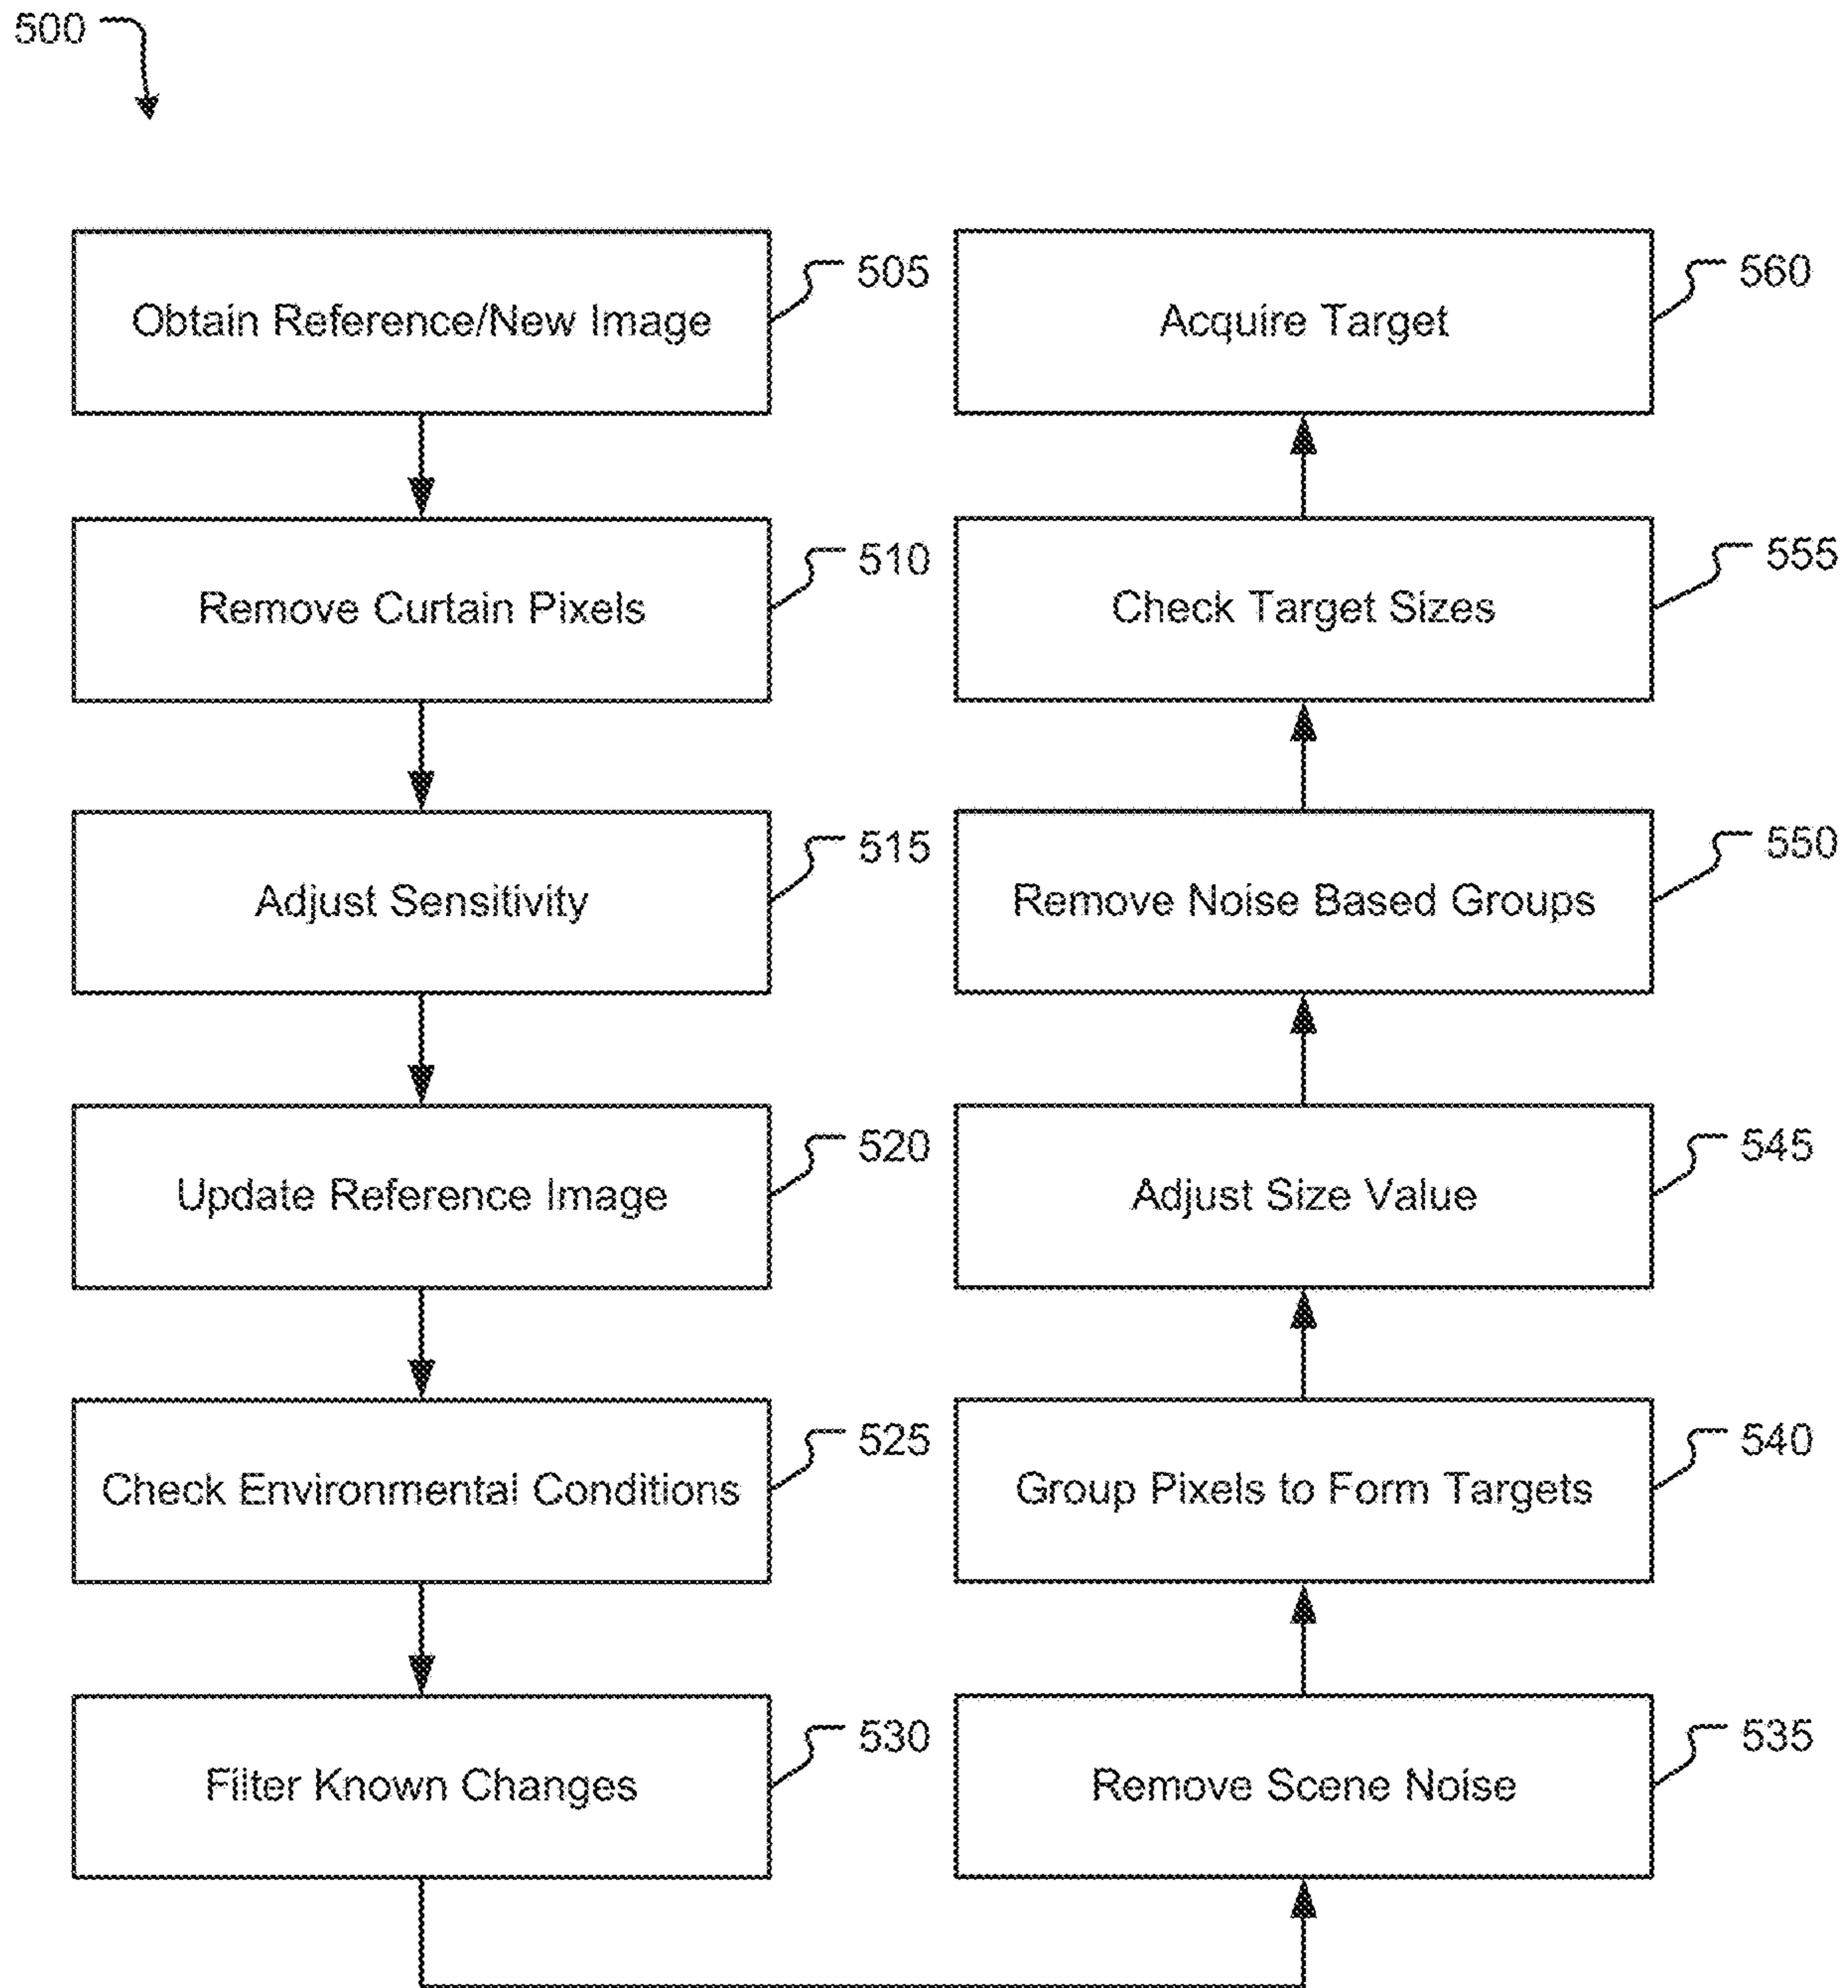 500
Obtain Reference/New Image
505
Remove Curtain Pixels
510
Adjust Sensitivity
515
Update Reference Image
520
Check Environmental Conditions
525
Filter Known Changes
530
Remove Scene Noise
535
Group Pixels to Form Targets
540
Adjust Size Value
545
Remove Noise Based Groups
550
Check Target Sizes
555
Acquire Target
560